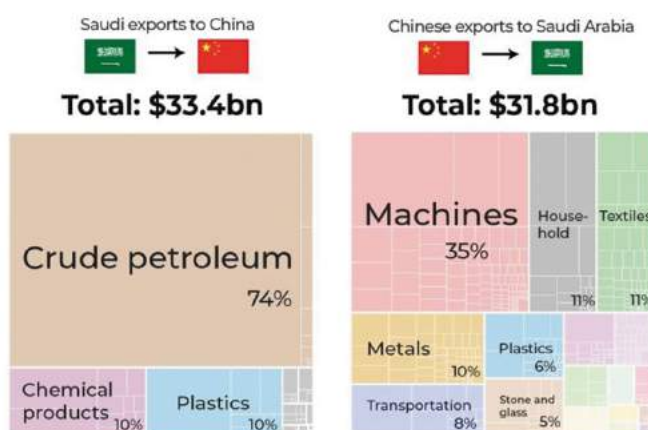 Saudi exports to China
Total: $33.4bn
Crude petroleum
74%
Chemical
products 10%
Plastics
10%
Chinese exports to Saudi Arabia
Total: $31.8bn
Machines
35%
House-
hold
11%
Textiles
11%
Metals
10%
Plastics
6%
Transportation
8%
Stone and
glass
5%